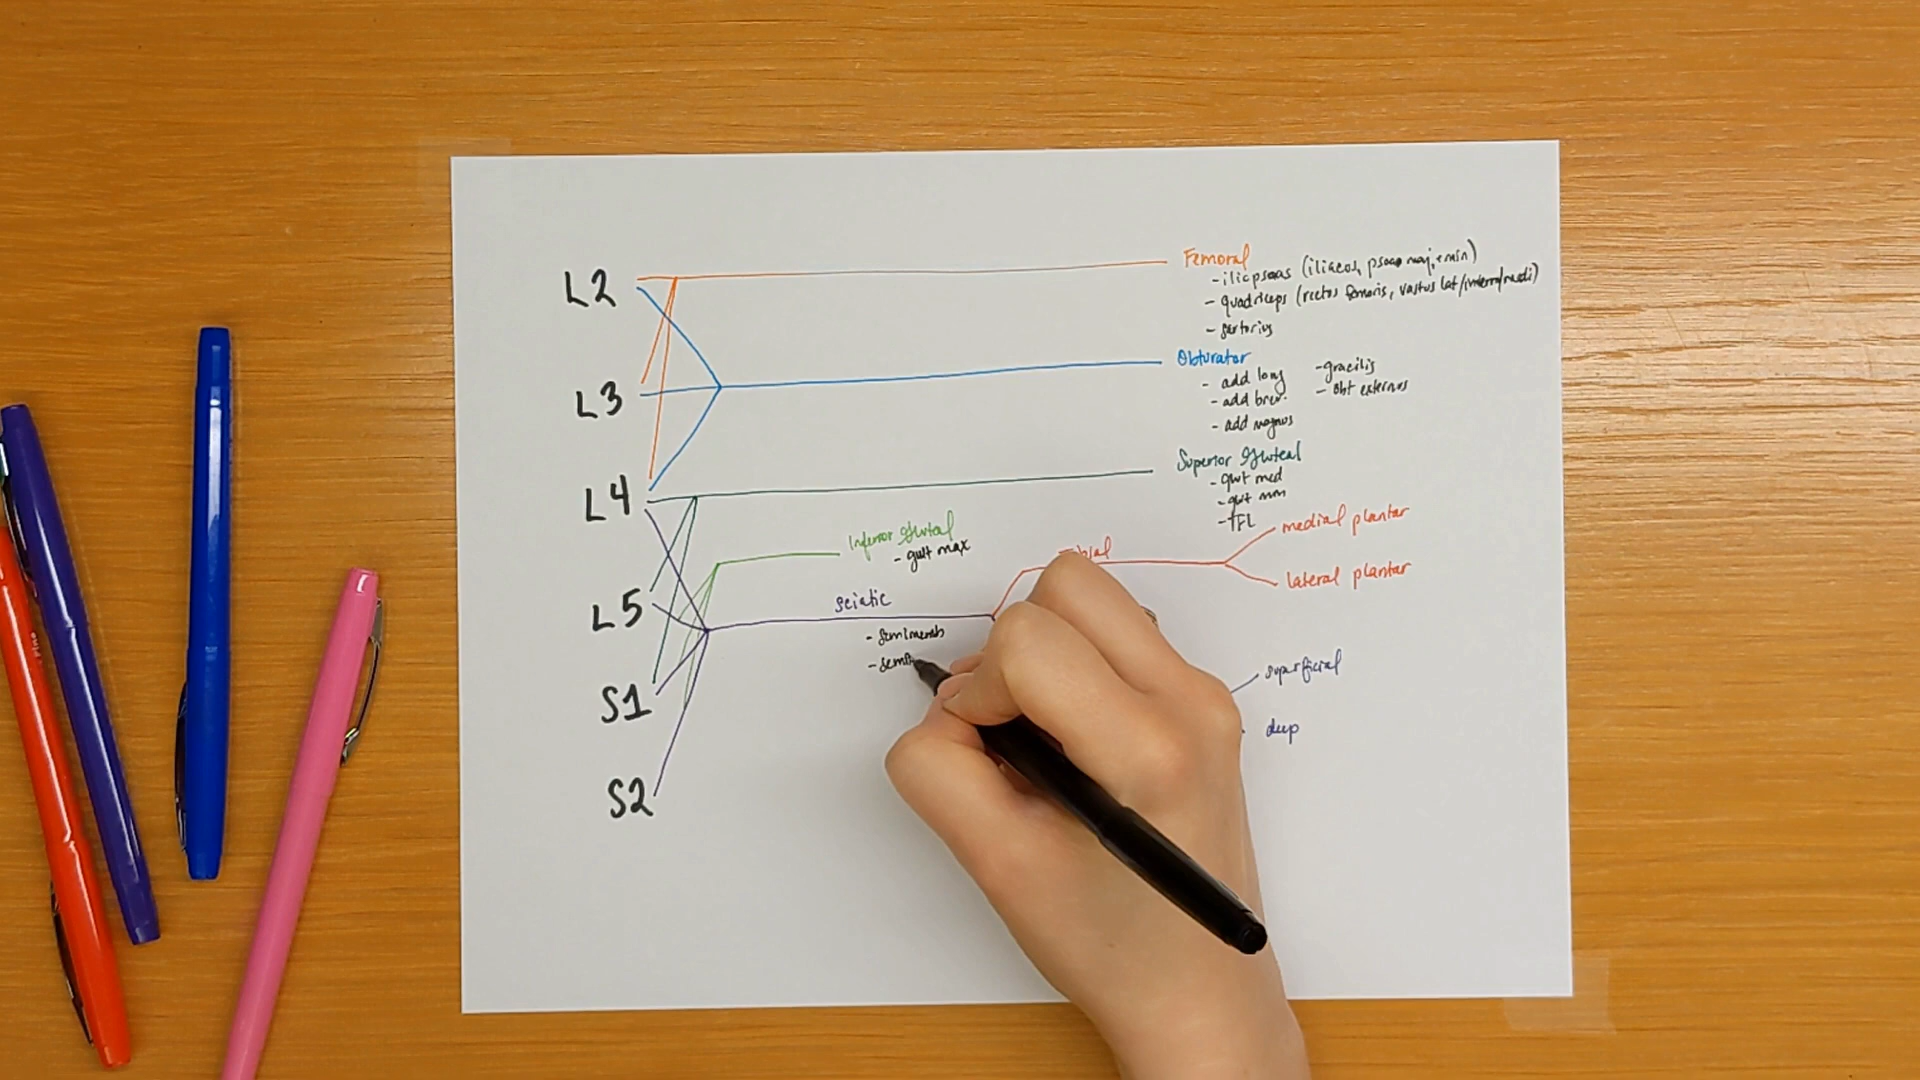 L2
L3
L4
L5
S1
S2
Femoral
- iliopsoas (iliacus, psoas maj, + min)
- quadriceps (rectus femoris, vastus lat/interm/medi)
- sartorius
Obturator
- add long
- add brev.
- add magnus
- gracilis
- obt externus
Superior Gluteal
- glut med
- glut min
- TFL
Inferior Gluteal
- glut max
sciatic
- semimemb
- semit
medial plantar
lateral plantar
superficial
deep